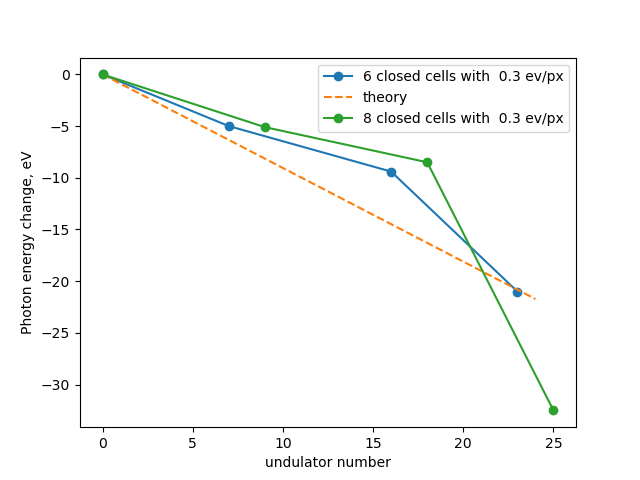 6 closed cells with  0.3 ev/px
theory
8 closed cells with  0.3 ev/px
Photon energy change, eV
0
−5
−10
−15
−20
−25
−30
0 5 10 15 20 25
undulator number